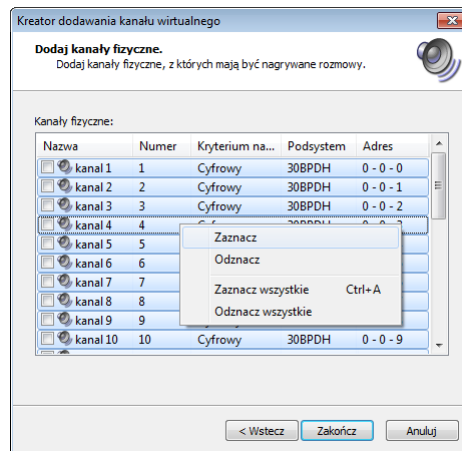 Kreator dodawania kanału wirtualnego
Dodaj kanały fizyczne.
Dodaj kanały fizyczne, z których mają być nagrywane rozmowy.
Kanały fizyczne:
Nazwa Numer Kryterium na... Podsystem Adres
kanal 1 1 Cyfrowy 30BPDH 0 - 0 - 0
kanal 2 2 Cyfrowy 30BPDH 0 - 0 - 1
kanal 3 3 Cyfrowy 30BPDH 0 - 0 - 2
kanal 4 4
kanal 5 5
kanal 6 6
kanal 7 7
kanal 8 8
kanal 9 9
kanal 10 10 Cyfrowy 30BPDH 0 - 0 - 9
Zaznacz
Odznacz
Zaznacz wszystkie Ctrl+A
Odznacz wszystkie
< Wstecz Zakończ Anuluj